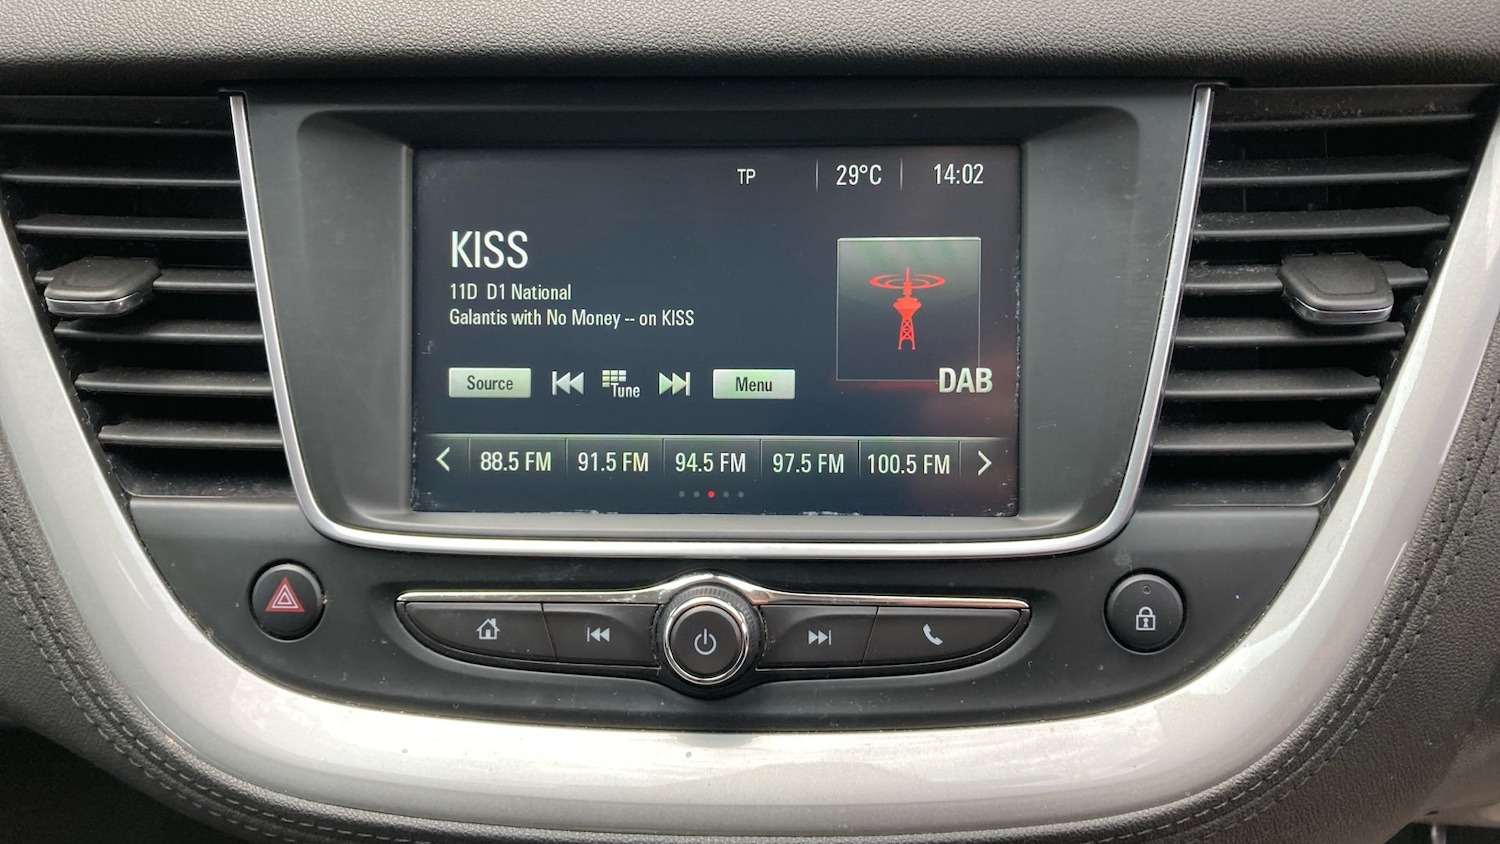 TP 29°C 14:02
KISS
11D D1 National
Galantis with No Money -- on KISS
Source Tune Menu
DAB
88.5 FM 91.5 FM 94.5 FM 97.5 FM 100.5 FM